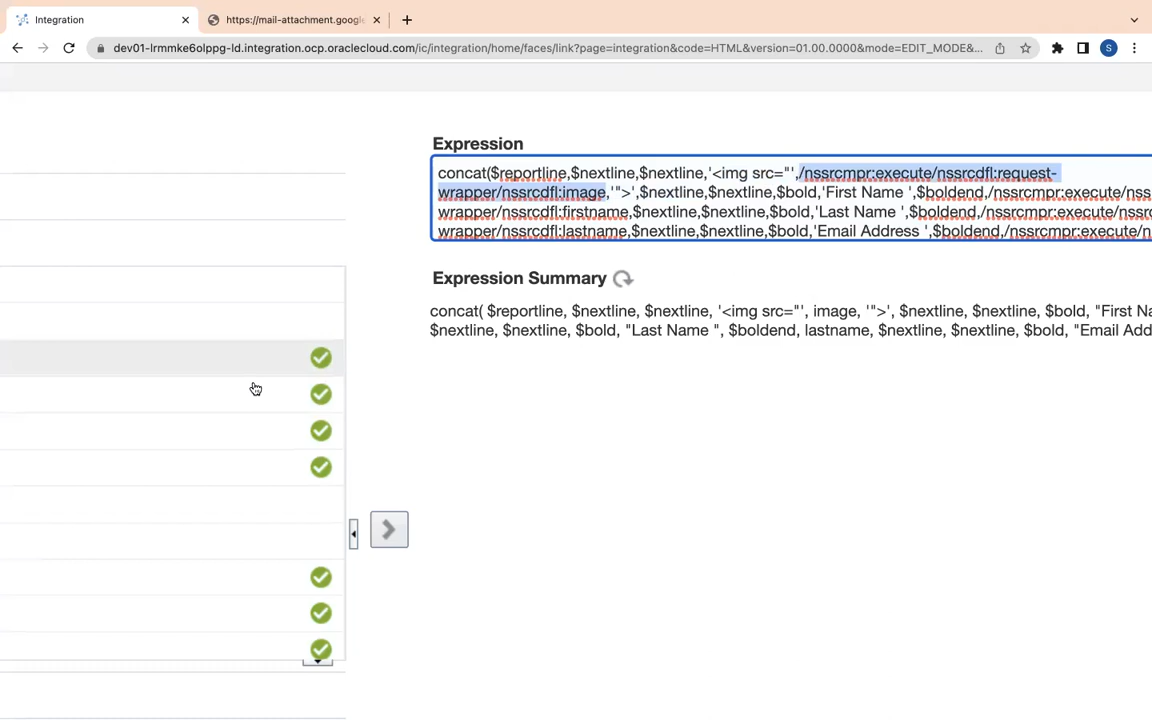 Integration
https://mail-attachment.google
dev01-lrmmke6olppg-ld.integration.ocp.oraclecloud.com/ic/integration/home/faces/link?page=integration&code=HTML&version=01.00.0000&mode=EDIT_MODE&...
S
Expression
concat($reportline,$nextline,$nextline,'<img src="',/nssrcmpr:execute/nssrcdfl:request-
wrapper/nssrcdfl:image,'">',$nextline,$nextline,$bold,'First Name ',$boldend,/nssrcmpr:execute/nss
wrapper/nssrcdfl:firstname,$nextline,$nextline,$bold,'Last Name ',$boldend,/nssrcmpr:execute/nssrc
wrapper/nssrcdfl:lastname,$nextline,$nextline,$bold,'Email Address ',$boldend,/nssrcmpr:execute/n
Expression Summary
concat( $reportline, $nextline, $nextline, '<img src="', image, '">', $nextline, $nextline, $bold, "First Na
$nextline, $nextline, $bold, "Last Name ", $boldend, lastname, $nextline, $nextline, $bold, "Email Add